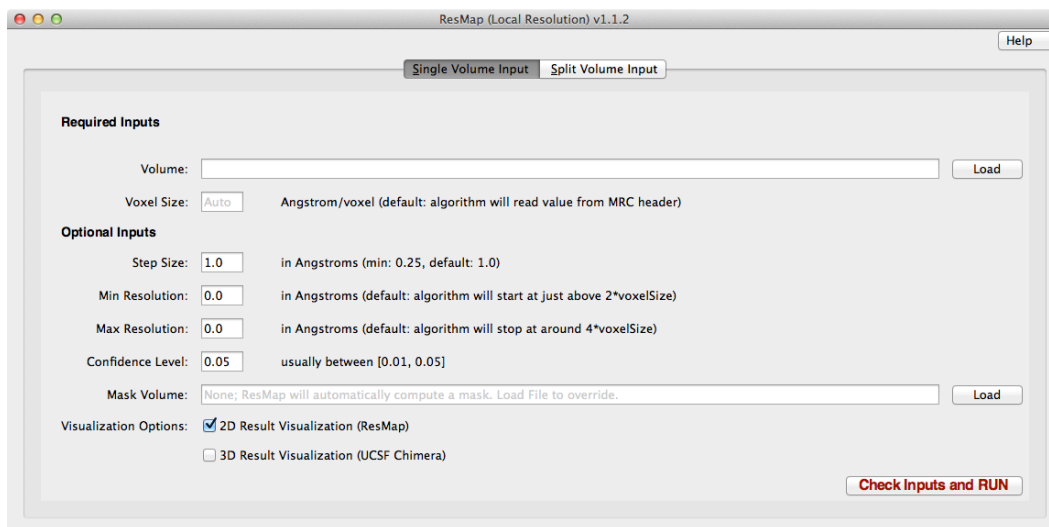 ResMap (Local Resolution) v1.1.2
Help
Single Volume Input Split Volume Input
Required Inputs
Volume: Load
Voxel Size: Auto Angstrom/voxel (default: algorithm will read value from MRC header)
Optional Inputs
Step Size: 1.0 in Angstroms (min: 0.25, default: 1.0)
Min Resolution: 0.0 in Angstroms (default: algorithm will start at just above 2*voxelSize)
Max Resolution: 0.0 in Angstroms (default: algorithm will stop at around 4*voxelSize)
Confidence Level: 0.05 usually between [0.01, 0.05]
Mask Volume: None; ResMap will automatically compute a mask. Load File to override. Load
Visualization Options: 2D Result Visualization (ResMap)
3D Result Visualization (UCSF Chimera)
Check Inputs and RUN